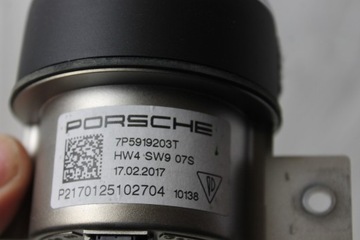 PORSCHE
7P5919203T
HW4 SW9 07S
17.02.2017
P2170125102704 10138